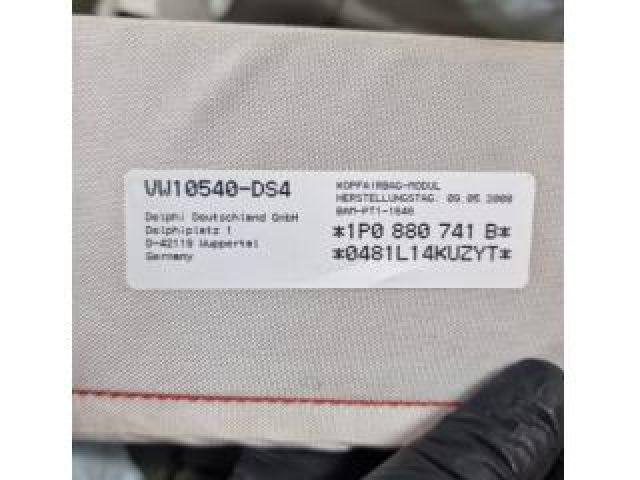 VW10540-DS4
Delphi Deutschland GmbH
Delphiplatz 1
D-42119 Wuppertal
Germany
KOPFAIRBAG-MODUL
HERSTELLUNGSTAG: 09.05.2008
*1P0 880 741 B*
*0481L14KUZYT*